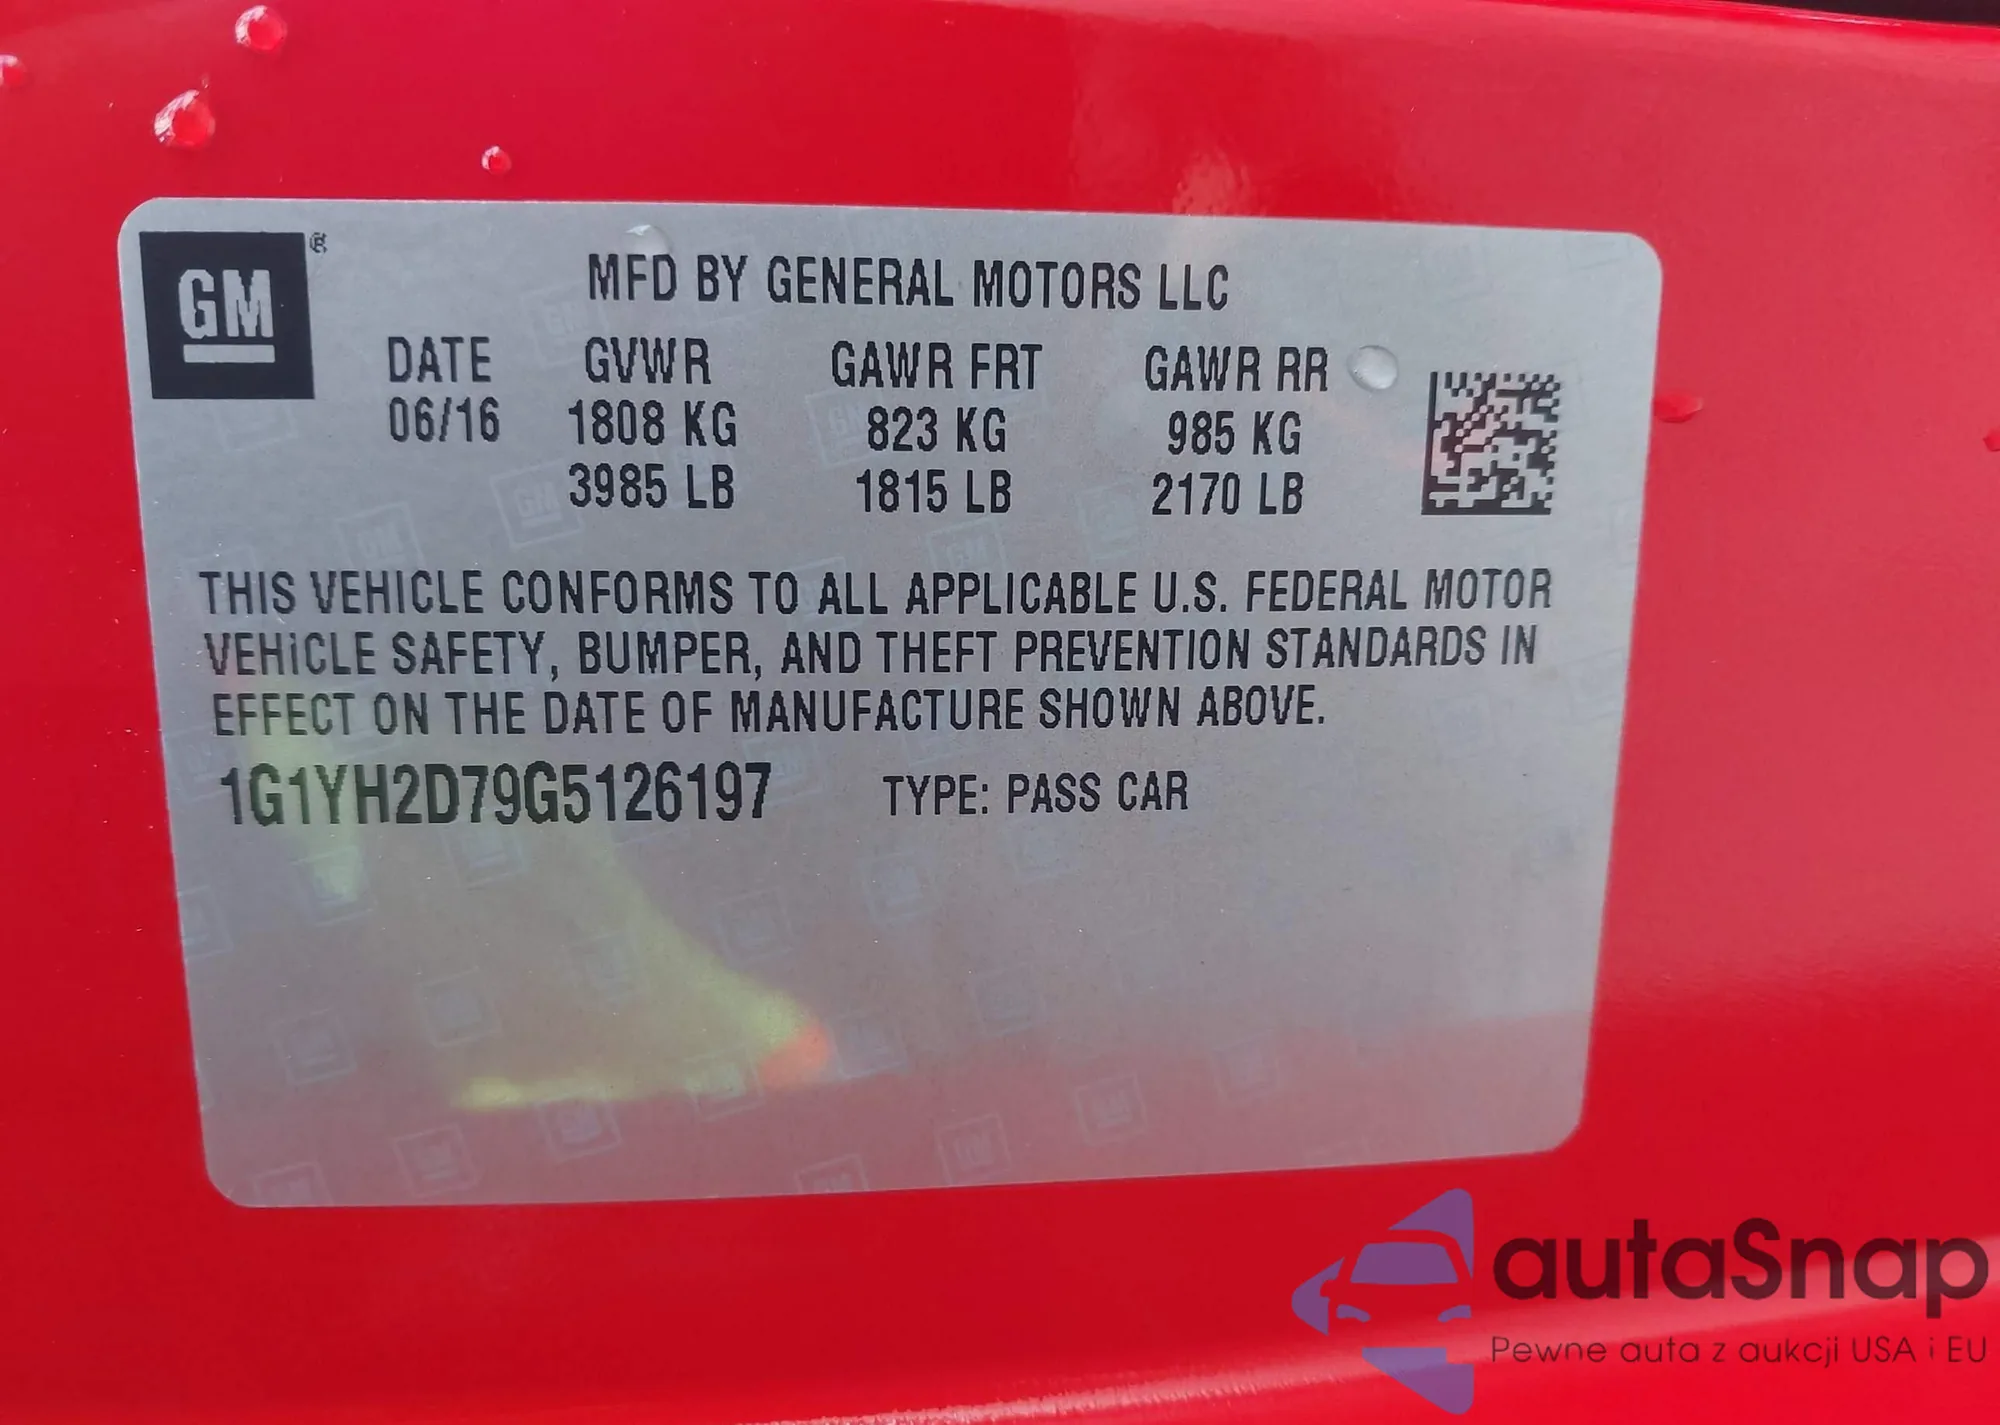 GM ®
MFD BY GENERAL MOTORS LLC
DATE GVWR GAWR FRT GAWR RR
06/16 1808 KG 823 KG 985 KG
3985 LB 1815 LB 2170 LB
THIS VEHICLE CONFORMS TO ALL APPLICABLE U.S. FEDERAL MOTOR
VEHICLE SAFETY, BUMPER, AND THEFT PREVENTION STANDARDS IN
EFFECT ON THE DATE OF MANUFACTURE SHOWN ABOVE.
1G1YH2D79G5126197 TYPE: PASS CAR
autaSnap
Pewne auta z aukcji USA i EU